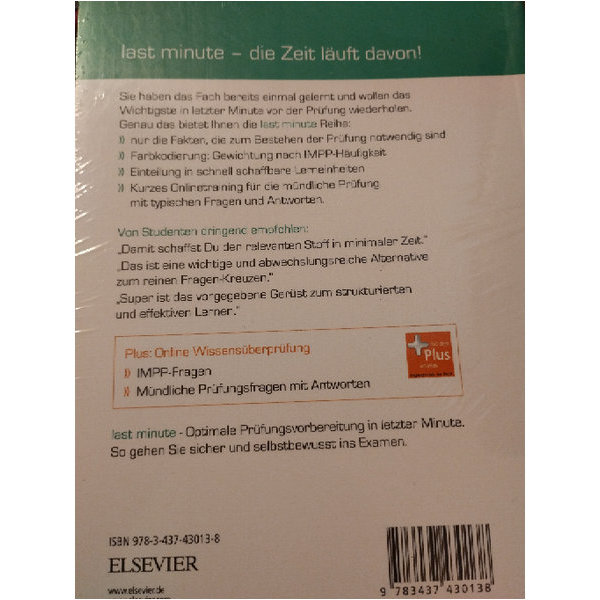 last minute – die Zeit läuft davon!
Sie haben das Fach bereits einmal gelernt und wollen das
Wichtigste in letzter Minute vor der Prüfung wiederholen.
Genau das bietet Ihnen die last minute Reihe:
» nur die Fakten, die zum Bestehen der Prüfung notwendig sind
» Farbkodierung: Gewichtung nach IMPP-Häufigkeit
» Einteilung in schnell schaffbare Lerneinheiten
» Kurzes Onlinetraining für die mündliche Prüfung
mit typischen Fragen und Antworten.
Von Studenten dringend empfohlen:
„Damit schaffst Du den relevanten Stoff in minimaler Zeit.“
„Das ist eine wichtige und abwechslungsreiche Alternative
zum reinen Fragen-Kreuzen.“
„Super ist das vorgegebene Gerüst zum strukturierten
und effektiven Lernen.“
Plus: Online Wissensüberprüfung
» IMPP-Fragen
» Mündliche Prüfungsfragen mit Antworten
Plus
last minute - Optimale Prüfungsvorbereitung in letzter Minute.
So gehen Sie sicher und selbstbewusst ins Examen.
ISBN 978-3-437-43013-8
ELSEVIER
www.elsevier.de
9 783437 430138